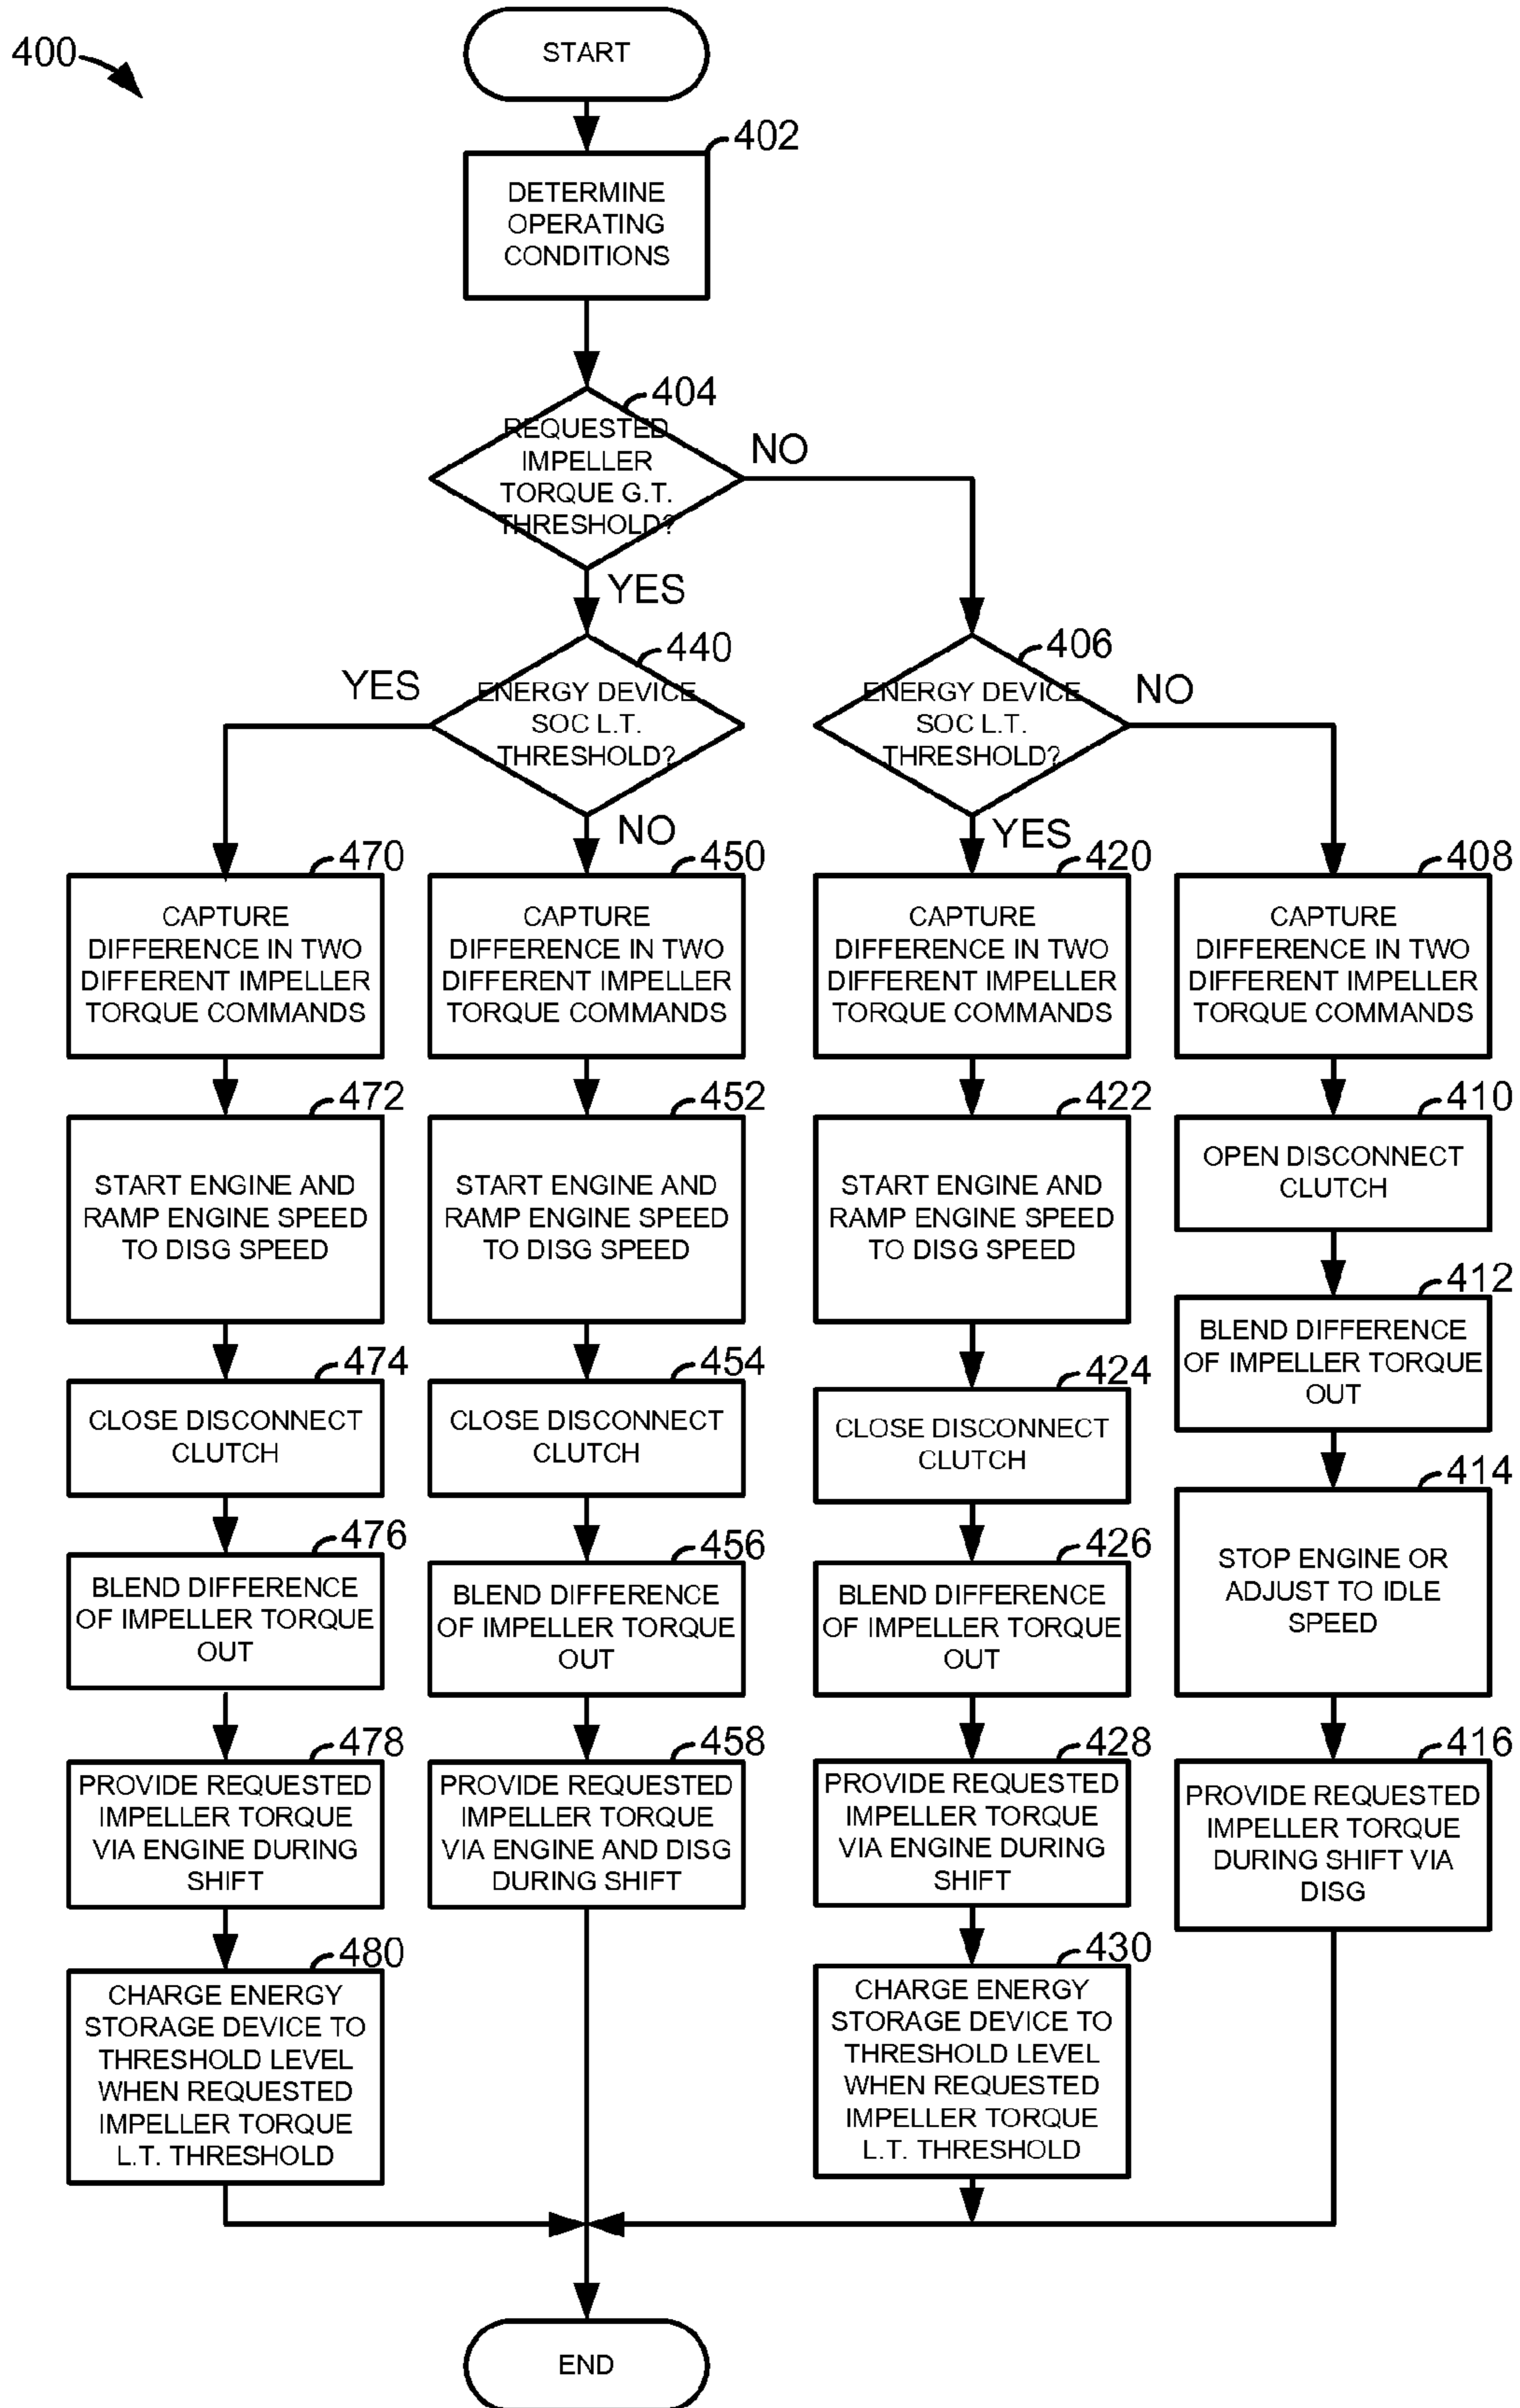 400
START
402
DETERMINE
OPERATING
CONDITIONS
404
REQUESTED
IMPELLER
TORQUE G.T.
THRESHOLD?
NO
YES
440
ENERGY DEVICE
SOC L.T.
THRESHOLD?
YES
NO
406
ENERGY DEVICE
SOC L.T.
THRESHOLD?
NO
YES
470
CAPTURE
DIFFERENCE IN TWO
DIFFERENT IMPELLER
TORQUE COMMANDS
472
START ENGINE AND
RAMP ENGINE SPEED
TO DISG SPEED
474
CLOSE DISCONNECT
CLUTCH
476
BLEND DIFFERENCE
OF IMPELLER TORQUE
OUT
478
PROVIDE REQUESTED
IMPELLER TORQUE
VIA ENGINE DURING
SHIFT
480
CHARGE ENERGY
STORAGE DEVICE TO
THRESHOLD LEVEL
WHEN REQUESTED
IMPELLER TORQUE
L.T. THRESHOLD
450
CAPTURE
DIFFERENCE IN TWO
DIFFERENT IMPELLER
TORQUE COMMANDS
452
START ENGINE AND
RAMP ENGINE SPEED
TO DISG SPEED
454
CLOSE DISCONNECT
CLUTCH
456
BLEND DIFFERENCE
OF IMPELLER TORQUE
OUT
458
PROVIDE REQUESTED
IMPELLER TORQUE
VIA ENGINE AND DISG
DURING SHIFT
420
CAPTURE
DIFFERENCE IN TWO
DIFFERENT IMPELLER
TORQUE COMMANDS
422
START ENGINE AND
RAMP ENGINE SPEED
TO DISG SPEED
424
CLOSE DISCONNECT
CLUTCH
426
BLEND DIFFERENCE
OF IMPELLER TORQUE
OUT
428
PROVIDE REQUESTED
IMPELLER TORQUE
VIA ENGINE DURING
SHIFT
430
CHARGE ENERGY
STORAGE DEVICE TO
THRESHOLD LEVEL
WHEN REQUESTED
IMPELLER TORQUE
L.T. THRESHOLD
408
CAPTURE
DIFFERENCE IN TWO
DIFFERENT IMPELLER
TORQUE COMMANDS
410
OPEN DISCONNECT
CLUTCH
412
BLEND DIFFERENCE
OF IMPELLER TORQUE
OUT
414
STOP ENGINE OR
ADJUST TO IDLE
SPEED
416
PROVIDE REQUESTED
IMPELLER TORQUE
DURING SHIFT VIA
DISG
END